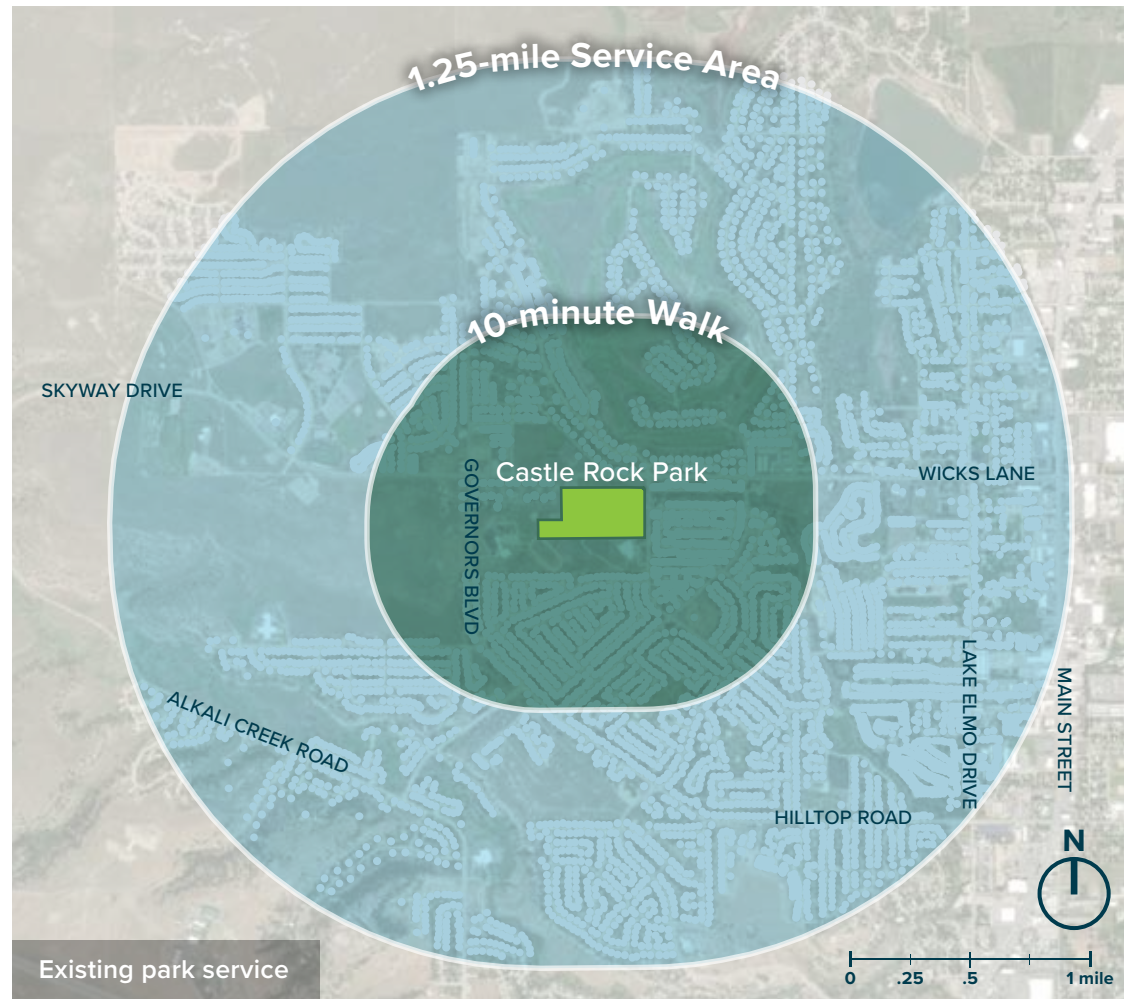 1.25-mile Service Area
10-minute Walk
SKYWAY DRIVE
Castle Rock Park
WICKS LANE
GOVERNORS BLVD
LAKE ELMO DRIVE
MAIN STREET
ALKALI CREEK ROAD
HILLTOP ROAD
N
Existing park service
0 .25 .5 1 mile